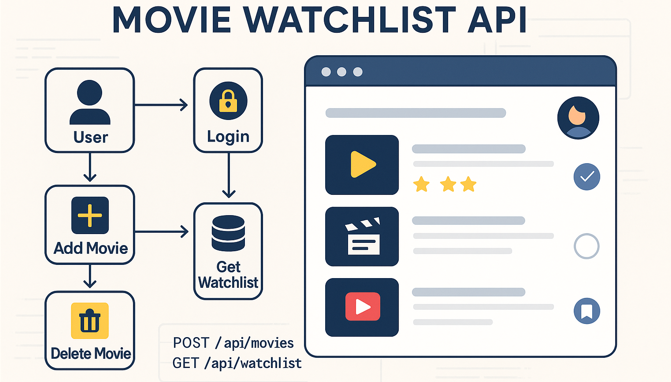 MOVIE WATCHLIST API
User
Login
Add Movie
Get
Watchlist
Delete Movie
POST /api/movies
GET /api/watchlist